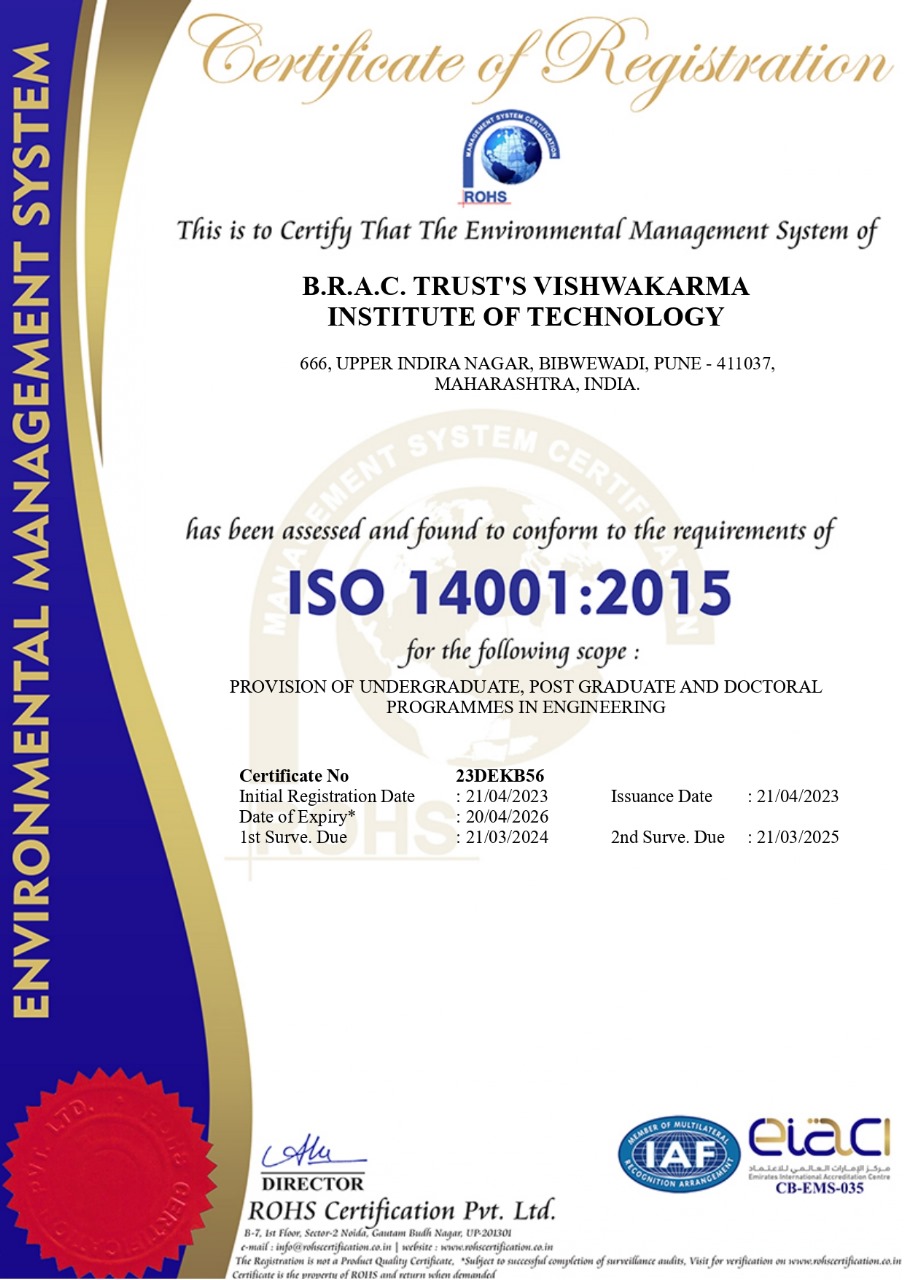 Certificate of Registration
MANAGEMENT SYSTEM CERTIFICATION
ROHS
This is to Certify That The Environmental Management System of
B.R.A.C. TRUST'S VISHWAKARMA
INSTITUTE OF TECHNOLOGY
666, UPPER INDIRA NAGAR, BIBWEWADI, PUNE - 411037,
MAHARASHTRA, INDIA.
MANAGEMENT SYSTEM CERTIFICATION
has been assessed and found to conform to the requirements of
ISO 14001:2015
for the following scope :
PROVISION OF UNDERGRADUATE, POST GRADUATE AND DOCTORAL
PROGRAMMES IN ENGINEERING
Certificate No 23DEKB56
Initial Registration Date : 21/04/2023 Issuance Date : 21/04/2023
Date of Expiry* : 20/04/2026
1st Surve. Due : 21/03/2024 2nd Surve. Due : 21/03/2025
ROHS
ENVIRONMENTAL MANAGEMENT SYSTEM
DIRECTOR
ROHS Certification Pvt. Ltd.
B-7, 1st Floor, Sector-2 Noida, Gautam Budh Nagar, UP-201301
e-mail : info@rohscertification.co.in | website : www.rohscertification.co.in
The Registration is not a Product Quality Certificate, *Subject to successful completion of surveillance audits, Visit for verification on www.rohscertification.co.in
Certificate is the property of ROHS and return when demanded
MEMBER OF MULTILATERAL
IAF
RECOGNITION ARRANGEMENT
eiaci
مركز الإمارات العالمي للاعتماد
Emirates International Accreditation Centre
CB-EMS-035